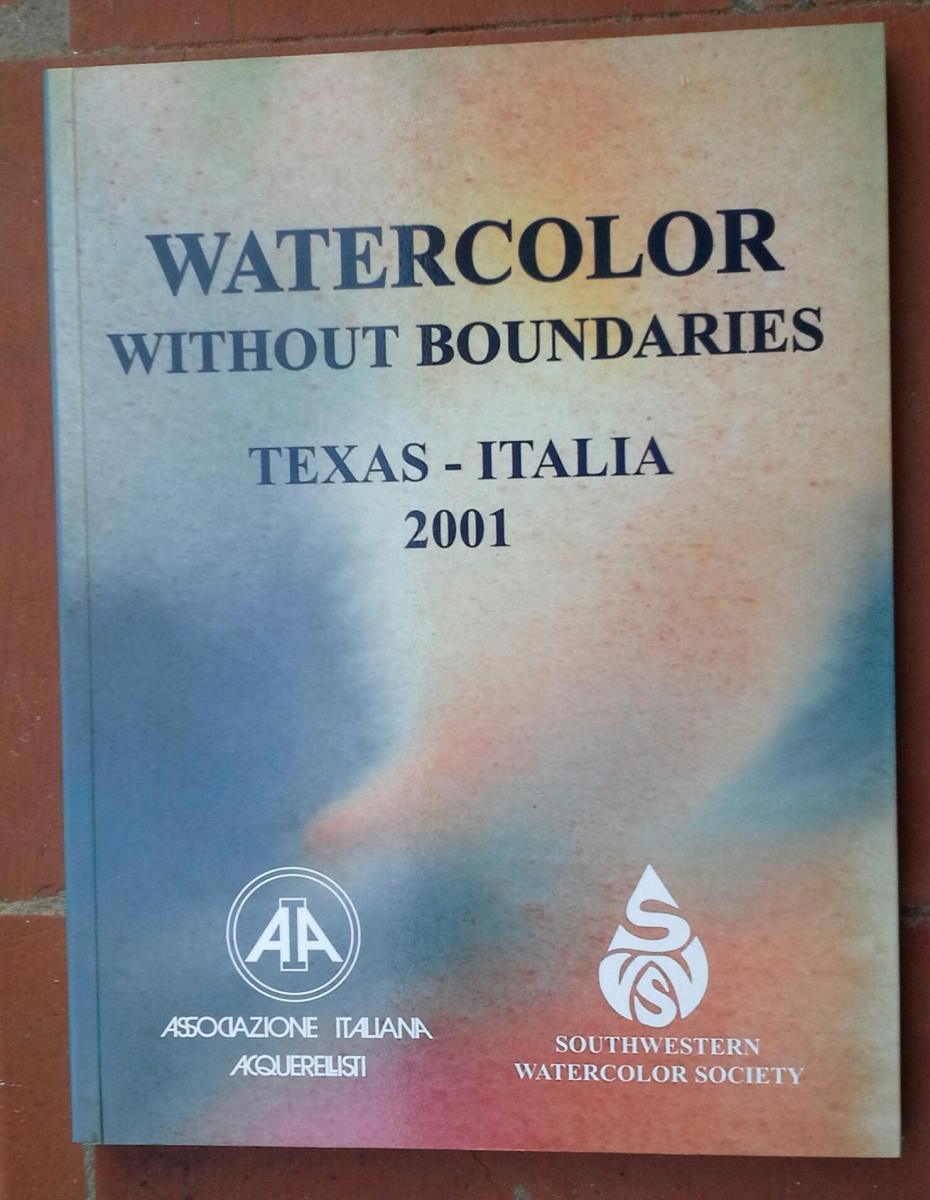 WATERCOLOR
WITHOUT BOUNDARIES
TEXAS - ITALIA
2001
AIA
ASSOCIAZIONE ITALIANA
ACQUERELLISTI
SWS
SOUTHWESTERN
WATERCOLOR SOCIETY